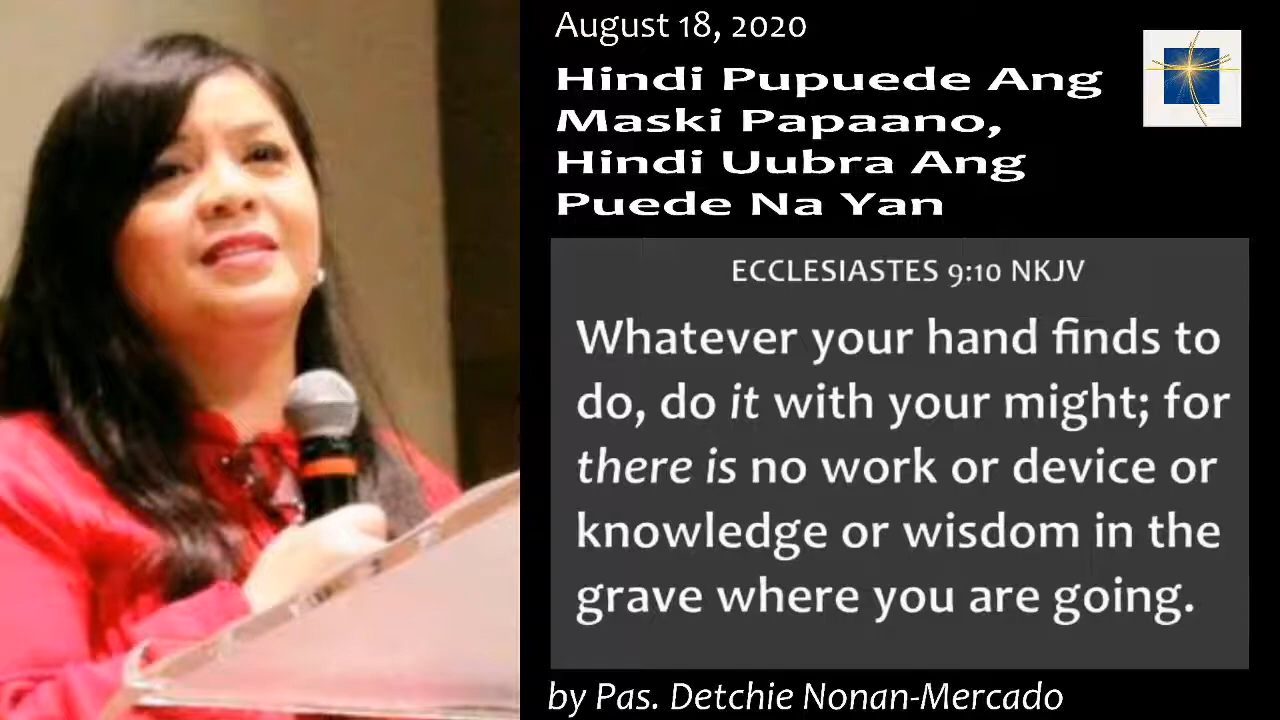 August 18, 2020
Hindi Pupuede Ang
Maski Papaano,
Hindi Uubra Ang
Puede Na Yan
ECCLESIASTES 9:10 NKJV
Whatever your hand finds to
do, do it with your might; for
there is no work or device or
knowledge or wisdom in the
grave where you are going.
by Pas. Detchie Nonan-Mercado